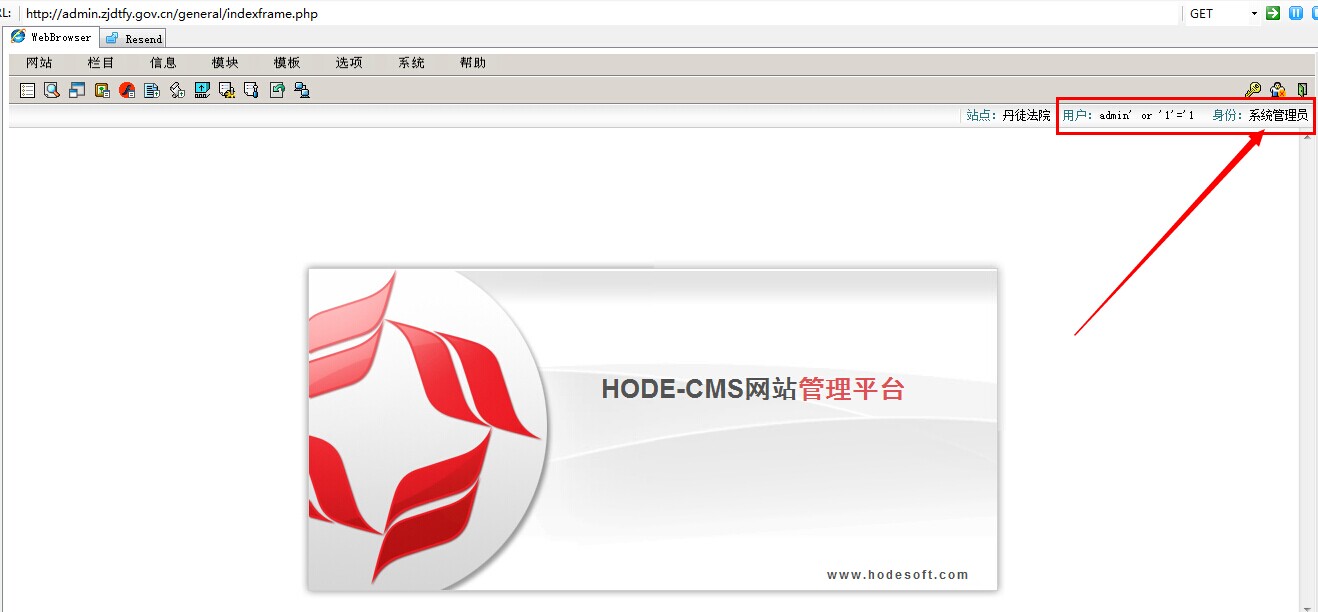 RL: http://admin.zjdtfy.gov.cn/general/indexframe.php GET
WebBrowser Resend
网站 栏目 信息 模块 模板 选项 系统 帮助
站点: 丹徒法院 用户: admin' or '1'='1 身份: 系统管理员
HODE-CMS网站管理平台
www.hodesoft.com